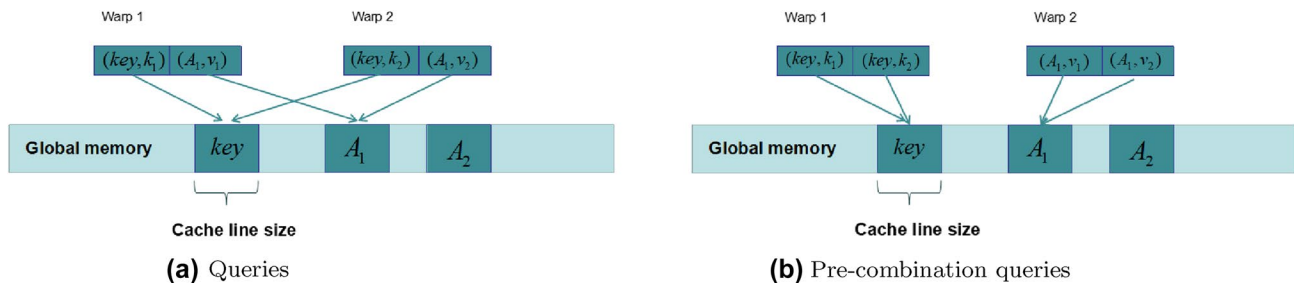 Warp 1 Warp 2
(key,k₁) (A₁,v₁) (key,k₂) (A₁,v₂)
Global memory key A₁ A₂
Cache line size
(a) Queries
Warp 1 Warp 2
(key,k₁) (key,k₂) (A₁,v₁) (A₁,v₂)
Global memory key A₁ A₂
Cache line size
(b) Pre-combination queries